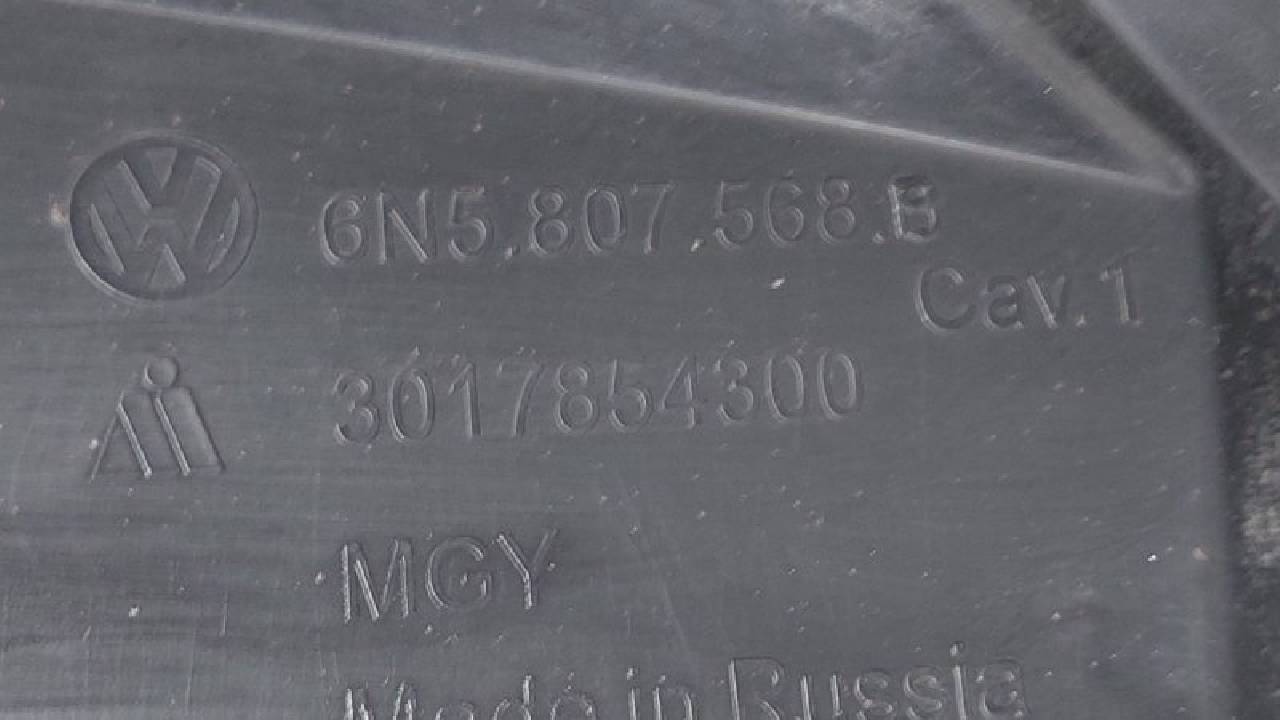 6N5.807.568.B
Cav.1
3017854300
MGY
Made in Russia